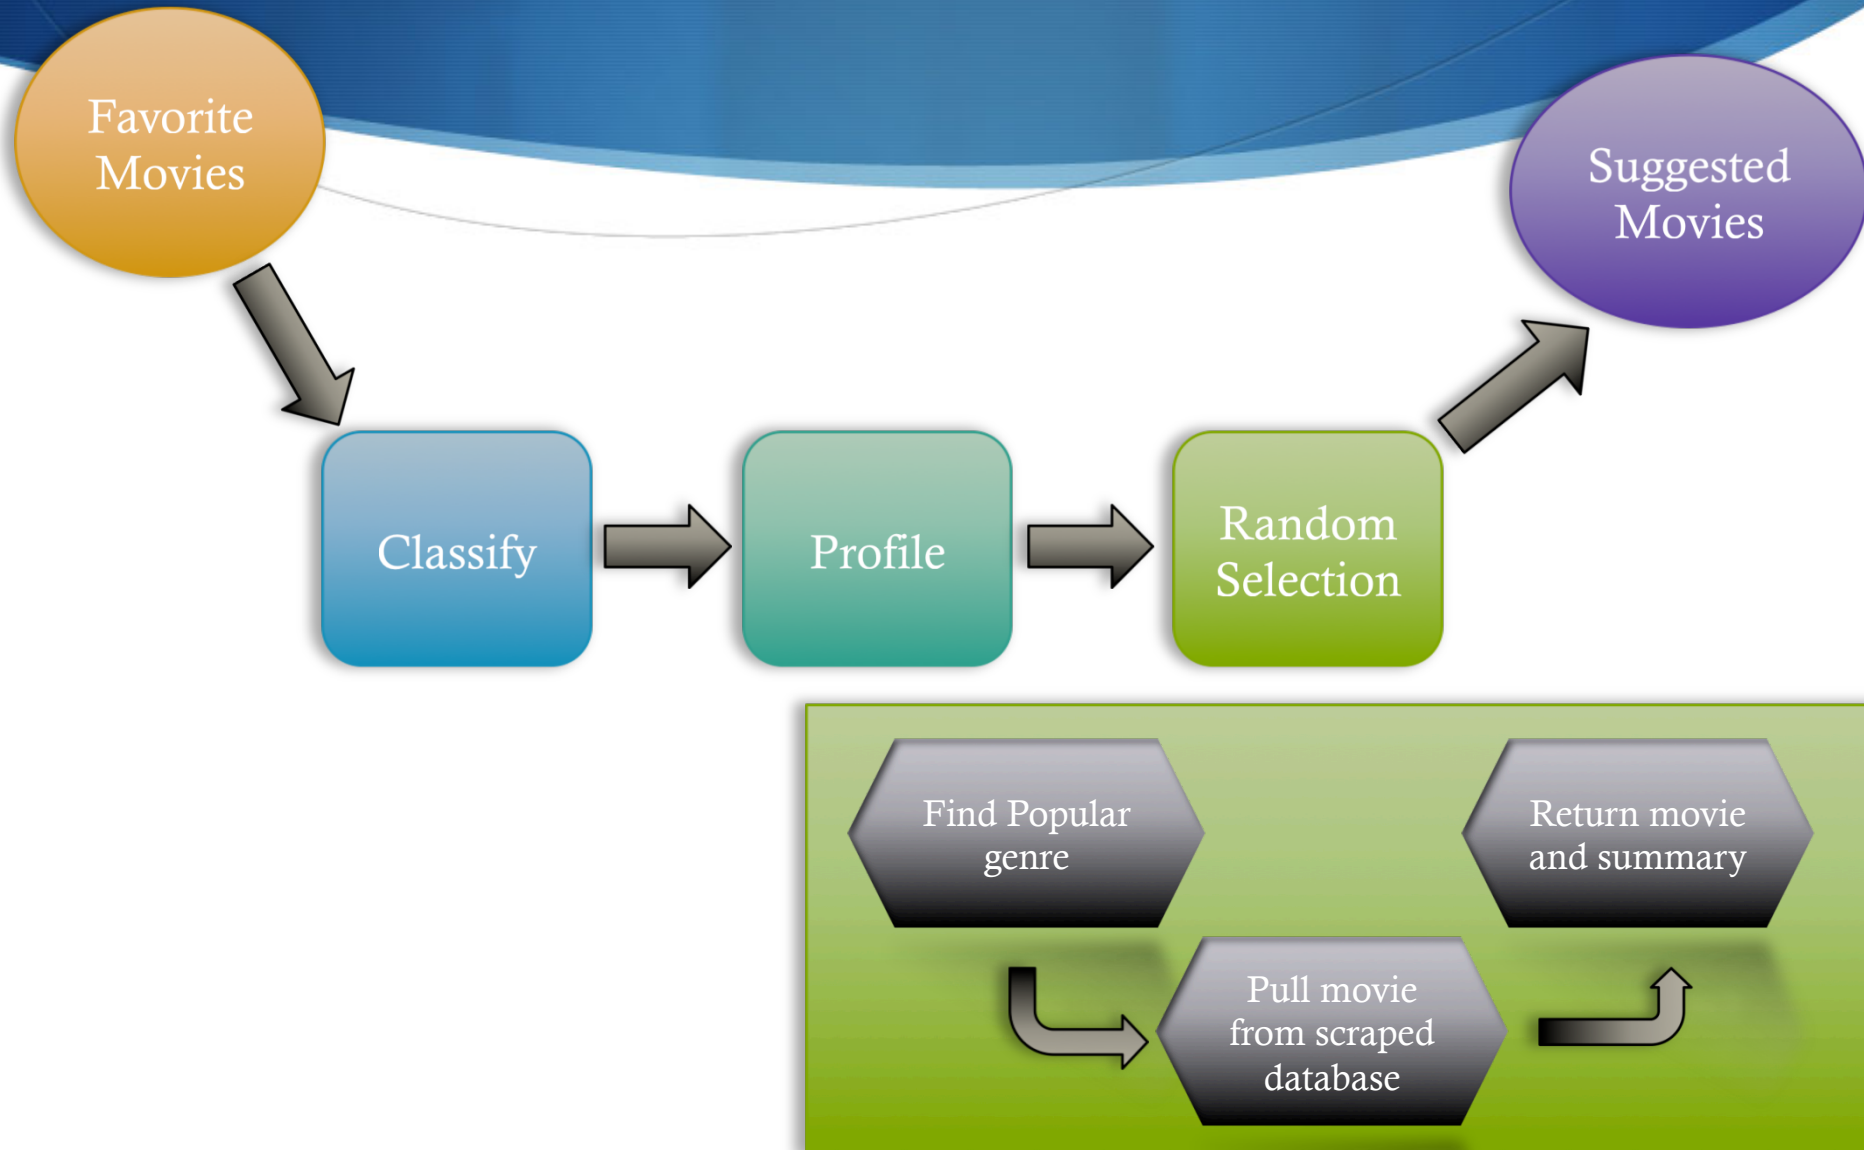 Favorite
Movies
Suggested
Movies
Classify
Profile
Random
Selection
Find Popular
genre
Return movie
and summary
Pull movie
from scraped
database